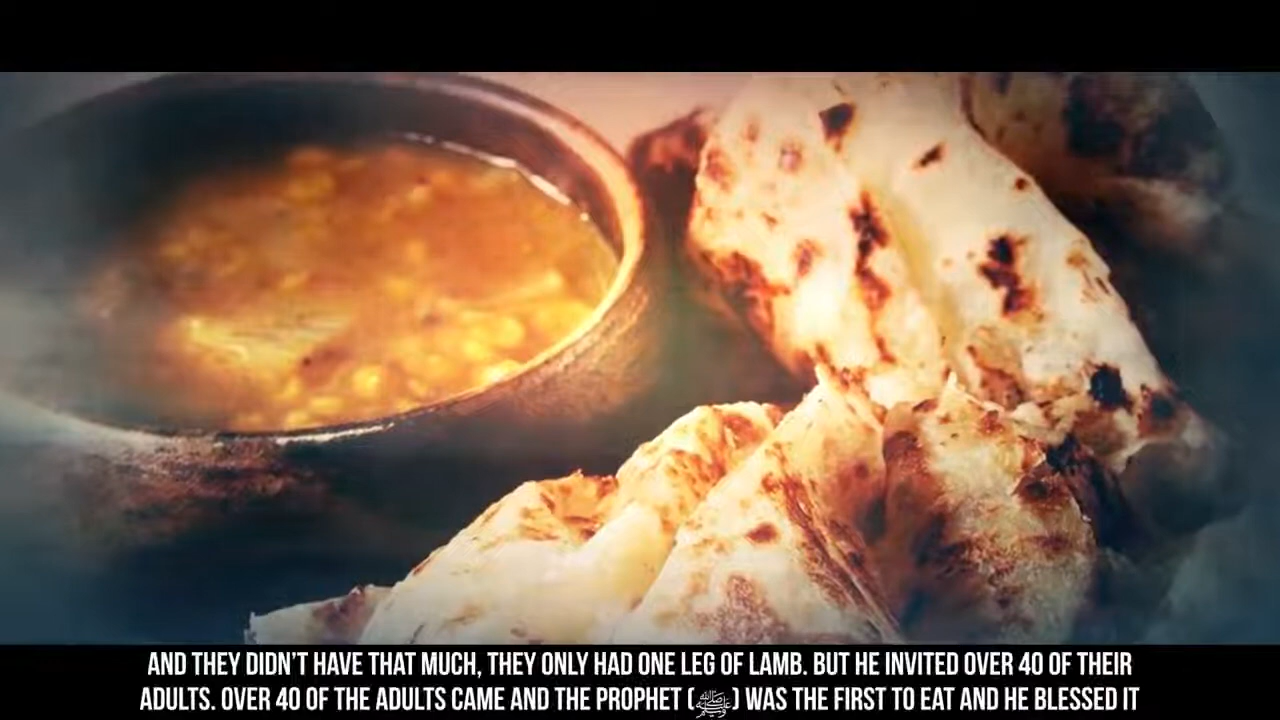 AND THEY DIDN'T HAVE THAT MUCH, THEY ONLY HAD ONE LEG OF LAMB. BUT HE INVITED OVER 40 OF THEIR
ADULTS. OVER 40 OF THE ADULTS CAME AND THE PROPHET (ﷺ) WAS THE FIRST TO EAT AND HE BLESSED IT